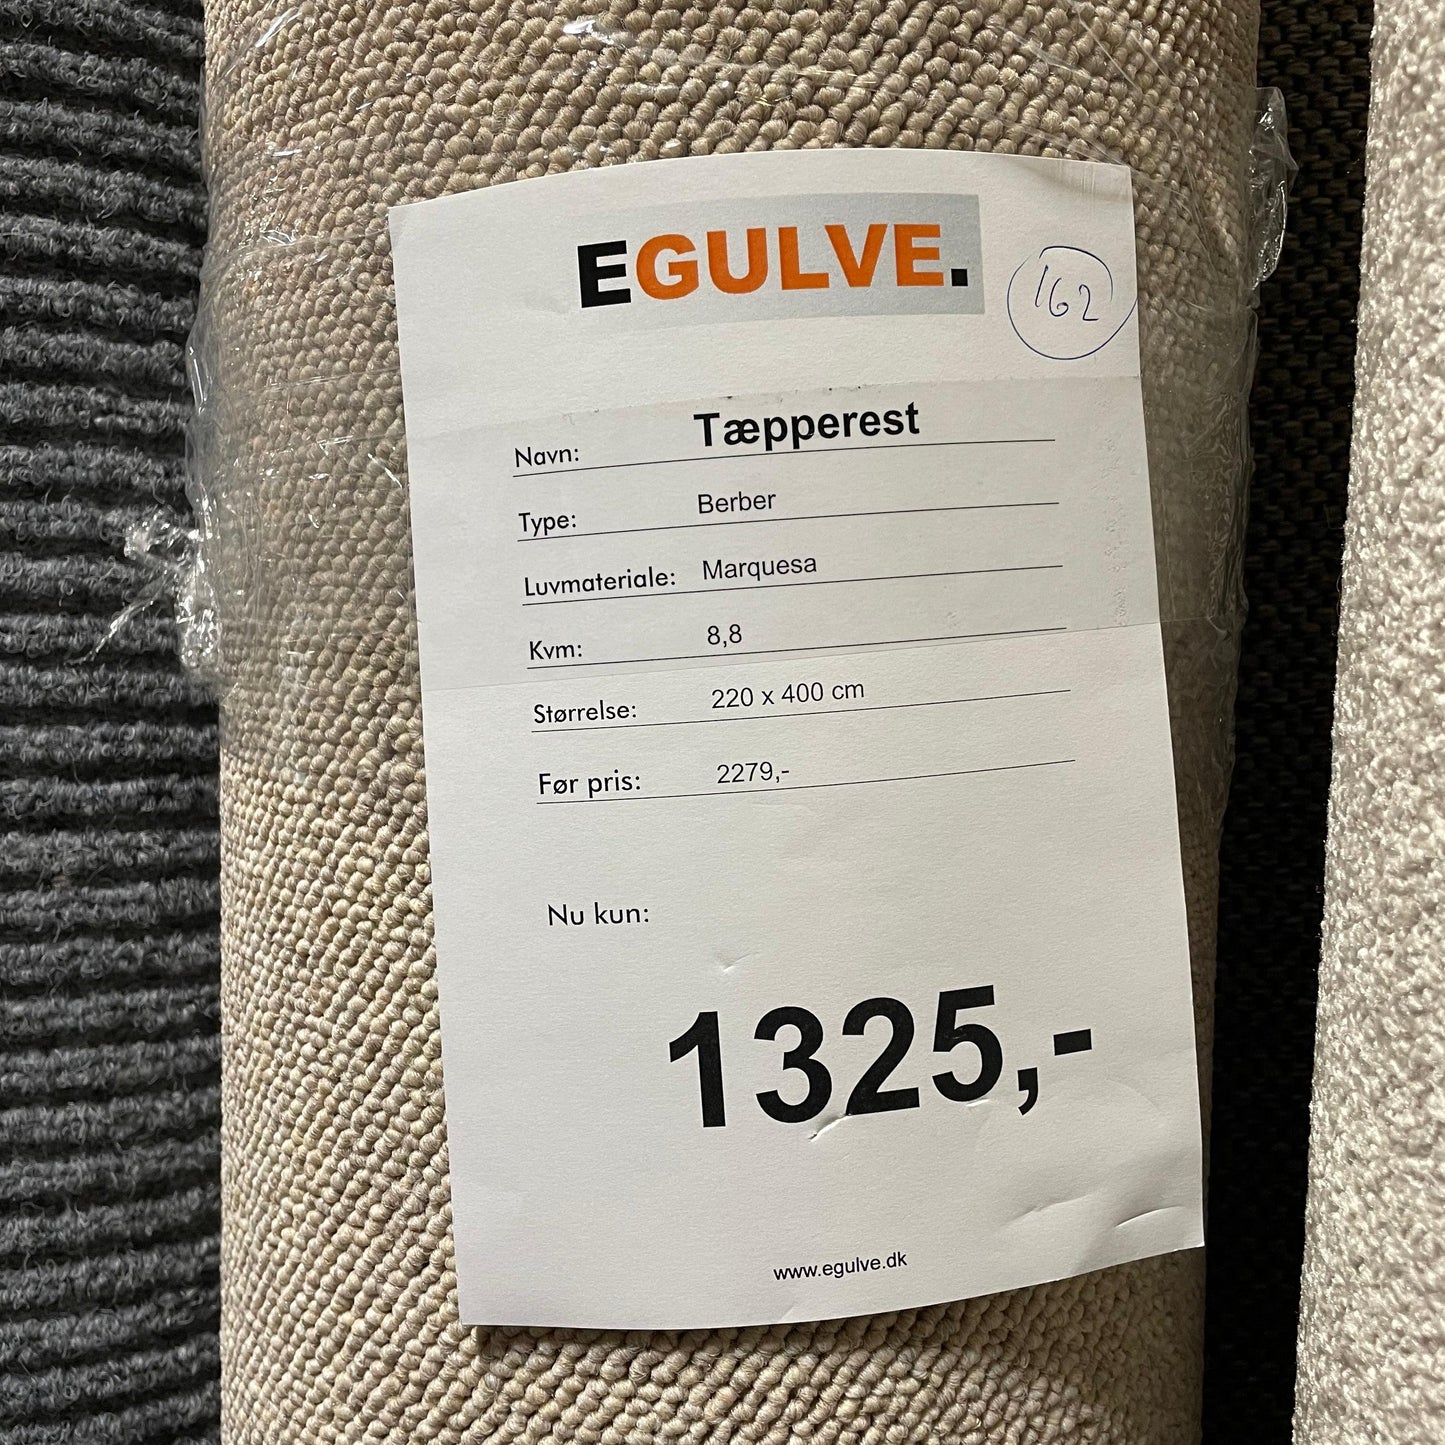 EGULVE.
162
Navn: Tæpperest
Type: Berber
Luvmateriale: Marquesa
Kvm: 8,8
Størrelse: 220 x 400 cm
Før pris: 2279,-
Nu kun:
1325,-
www.egulve.dk